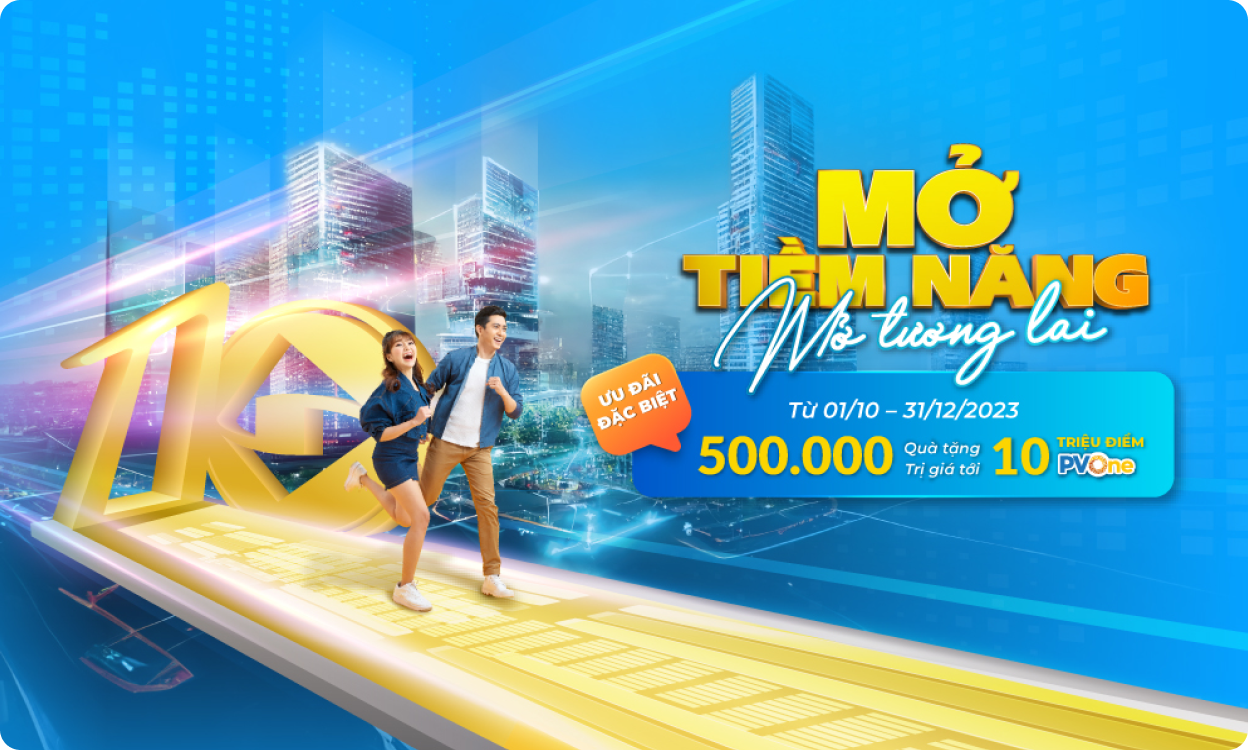 MỞ
TIỀM NĂNG
Mở tương lai
ƯU ĐÃI
ĐẶC BIỆT
Từ 01/10 – 31/12/2023
500.000
Quà tặng
Trị giá tới
10
TRIỆU ĐIỂM
PVOne
10